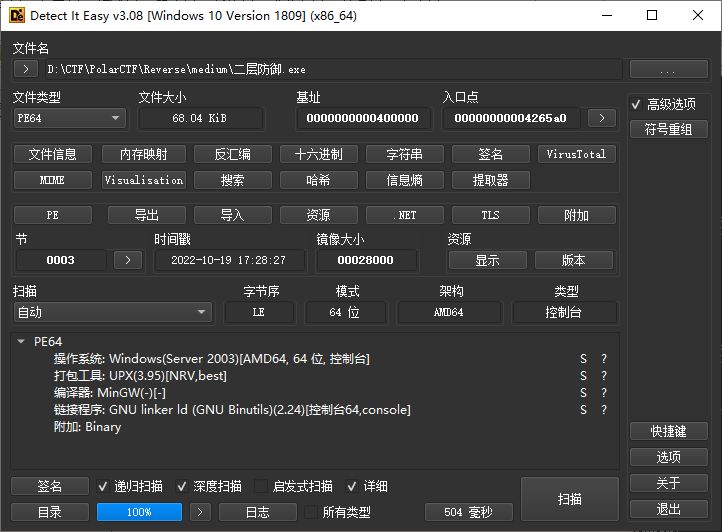 Detect It Easy v3.08 [Windows 10 Version 1809] (x86_64)
文件名
> D:\CTF\PolarCTF\Reverse\medium\二层防御.exe ...
文件类型 文件大小 基址 入口点
PE64 68.04 KiB 0000000000400000 00000000004265a0 >
高级选项
符号重组
文件信息 内存映射 反汇编 十六进制 字符串 签名 VirusTotal
MIME Visualisation 搜索 哈希 信息熵 提取器
PE 导出 导入 资源 .NET TLS 附加
节 时间戳 镜像大小 资源
0003 > 2022-10-19 17:28:27 00028000 显示 版本
扫描 字节序 模式 架构 类型
自动 LE 64 位 AMD64 控制台
PE64
操作系统: Windows(Server 2003)[AMD64, 64 位, 控制台] S ?
打包工具: UPX(3.95)[NRV,best] S ?
编译器: MinGW(-)[-] S ?
链接程序: GNU linker ld (GNU Binutils)(2.24)[控制台64,console] S ?
附加: Binary
快捷键
选项
关于
退出
签名 递归扫描 深度扫描 启发式扫描 详细
扫描
目录 100% > 日志 所有类型 504 毫秒